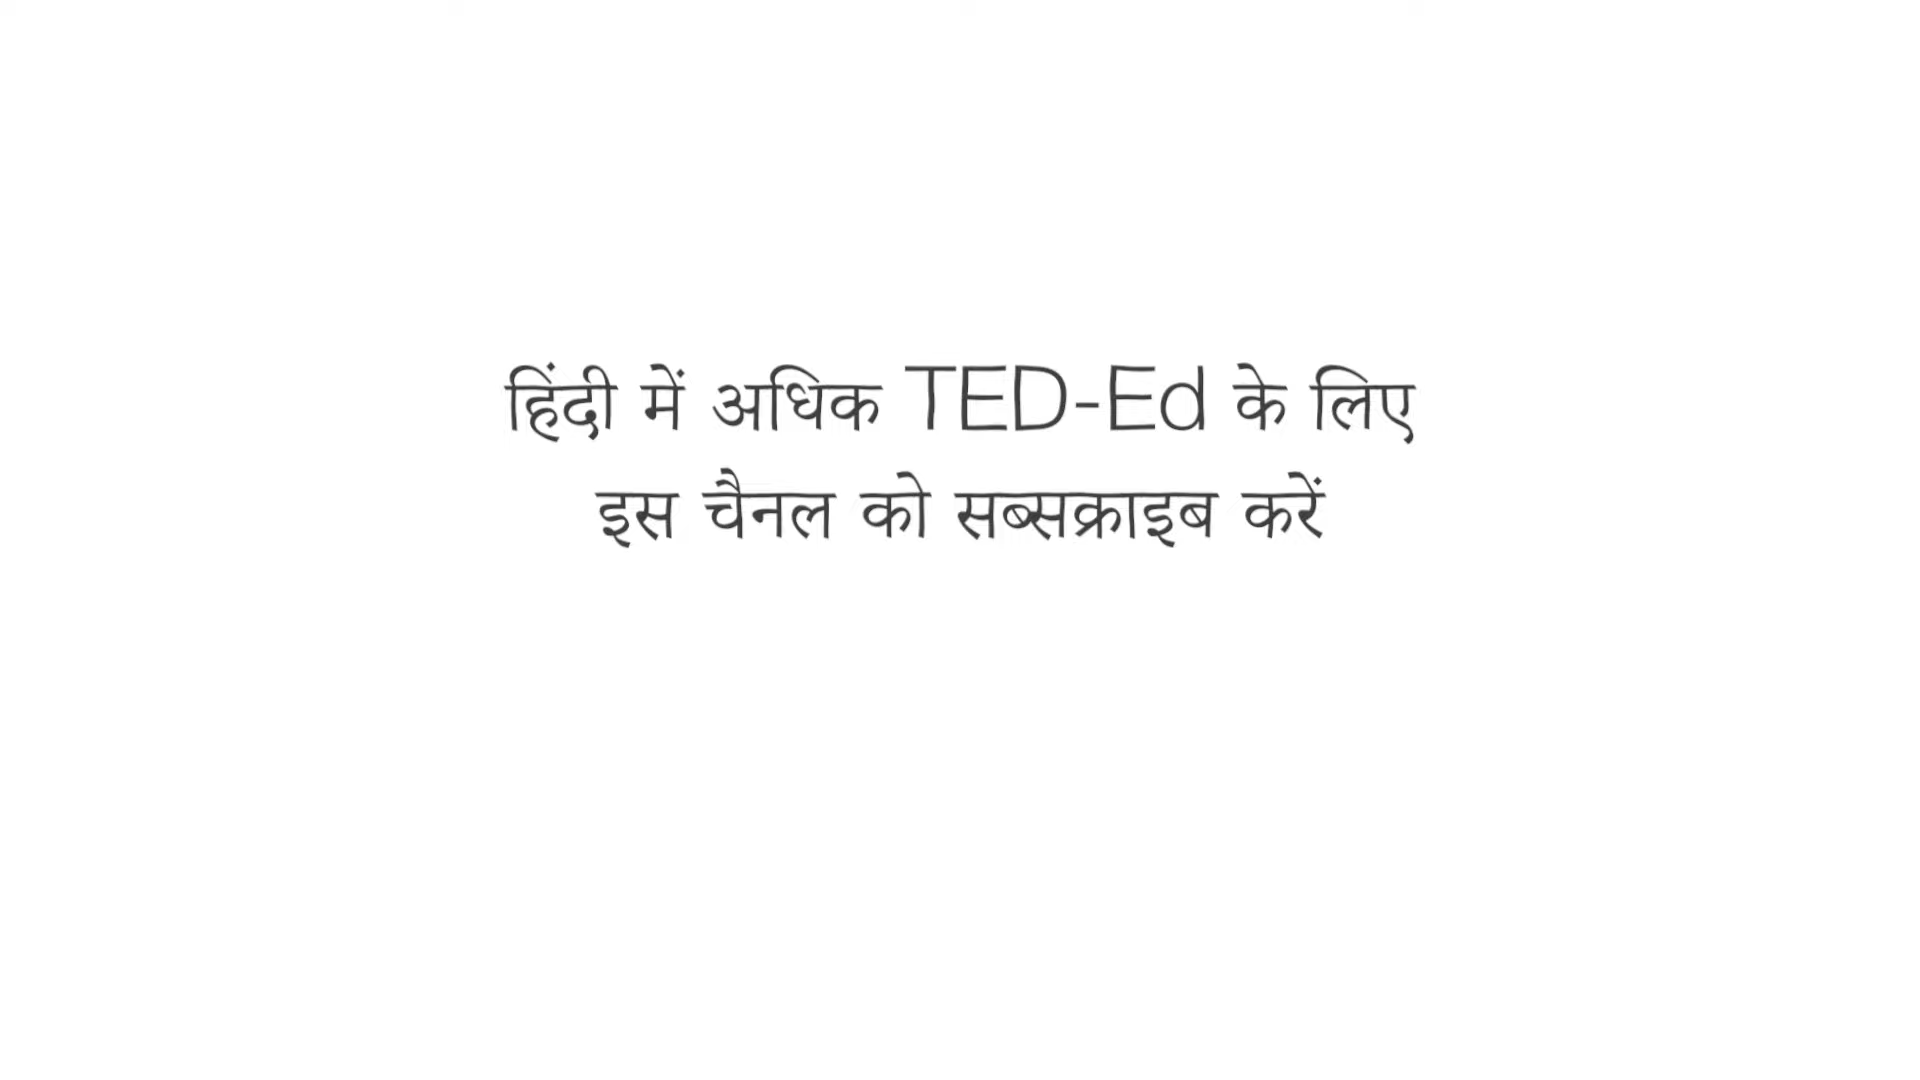 हिंदी में अधिक TED-Ed के लिए
इस चैनल को सब्सक्राइब करें